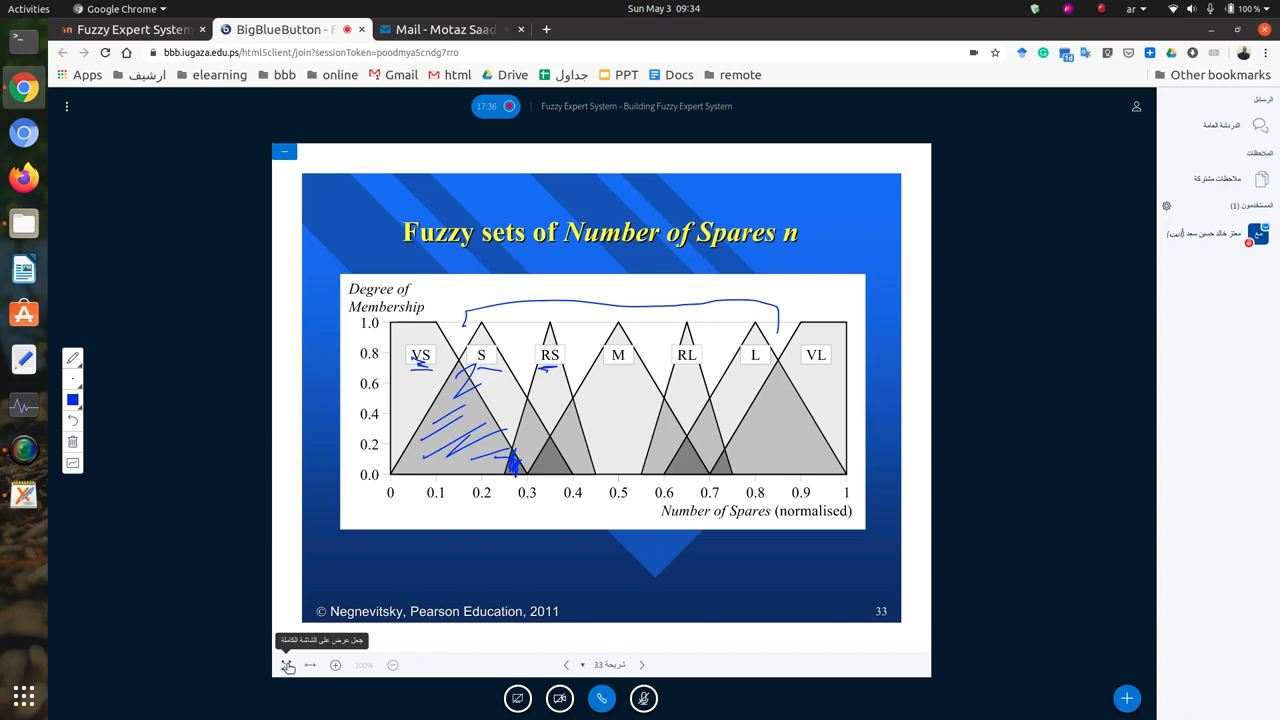 Activities
Google Chrome
Sun May 3 09:34
ar
100 %
Fuzzy Expert System
BigBlueButton - F
Mail - Motaz Saad
bbb.iugaza.edu.ps/html5client/join?sessionToken=poodmya5cndg7rro
Apps
ارشيف
elearning
bbb
online
Gmail
html
Drive
جداول
PPT
Docs
remote
Other bookmarks
17:36
Fuzzy Expert System - Building Fuzzy Expert System
الرسائل
الدردشة العامة
الملاحظات
ملاحظات مشتركة
المستخدمون (1)
معتز خالد حسين سعد (أنت)
مع
Fuzzy sets of Number of Spares n
Degree of
Membership
1.0
0.8
0.6
0.4
0.2
0.0
VS
S
RS
M
RL
L
VL
0 0.1 0.2 0.3 0.4 0.5 0.6 0.7 0.8 0.9 1
Number of Spares (normalised)
© Negnevitsky, Pearson Education, 2011
33
جعل عرض على الشاشة الكاملة
100%
شريحة 33